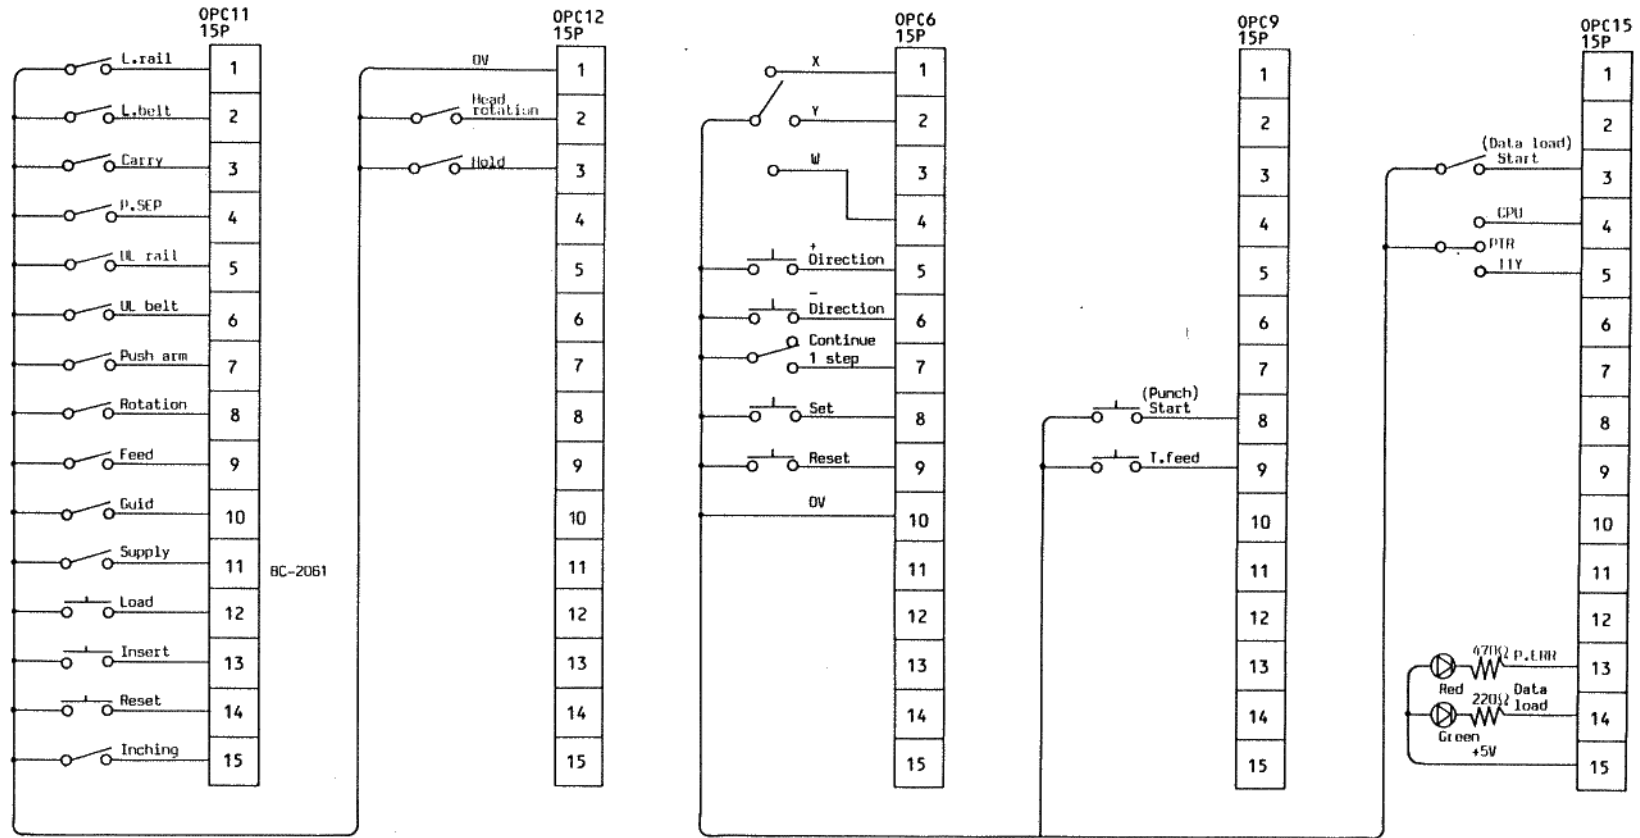 OPC11
15P
L.rail
1
L.belt
2
Carry
3
P.SEP
4
UL rail
5
UL belt
6
Push arm
7
Rotation
8
Feed
9
Guid
10
Supply
11
BC-2061
Load
12
Insert
13
Reset
14
Inching
15
OPC12
15P
0V
1
Head
rotation
2
Hold
3
4
5
6
7
8
9
10
11
12
13
14
15
OPC6
15P
X
1
Y
2
W
3
4
+
Direction
5
-
Direction
6
Continue
1 step
7
Set
8
Reset
9
0V
10
11
12
13
14
15
OPC9
15P
1
2
3
4
5
6
7
(Punch)
Start
8
T.feed
9
10
11
12
13
14
15
OPC15
15P
1
2
(Data load)
Start
3
CPU
4
PTR
TTY
5
6
7
8
9
10
11
12
470Ω P.ERR
13
Red
220Ω Data
load
14
Green
+5V
15